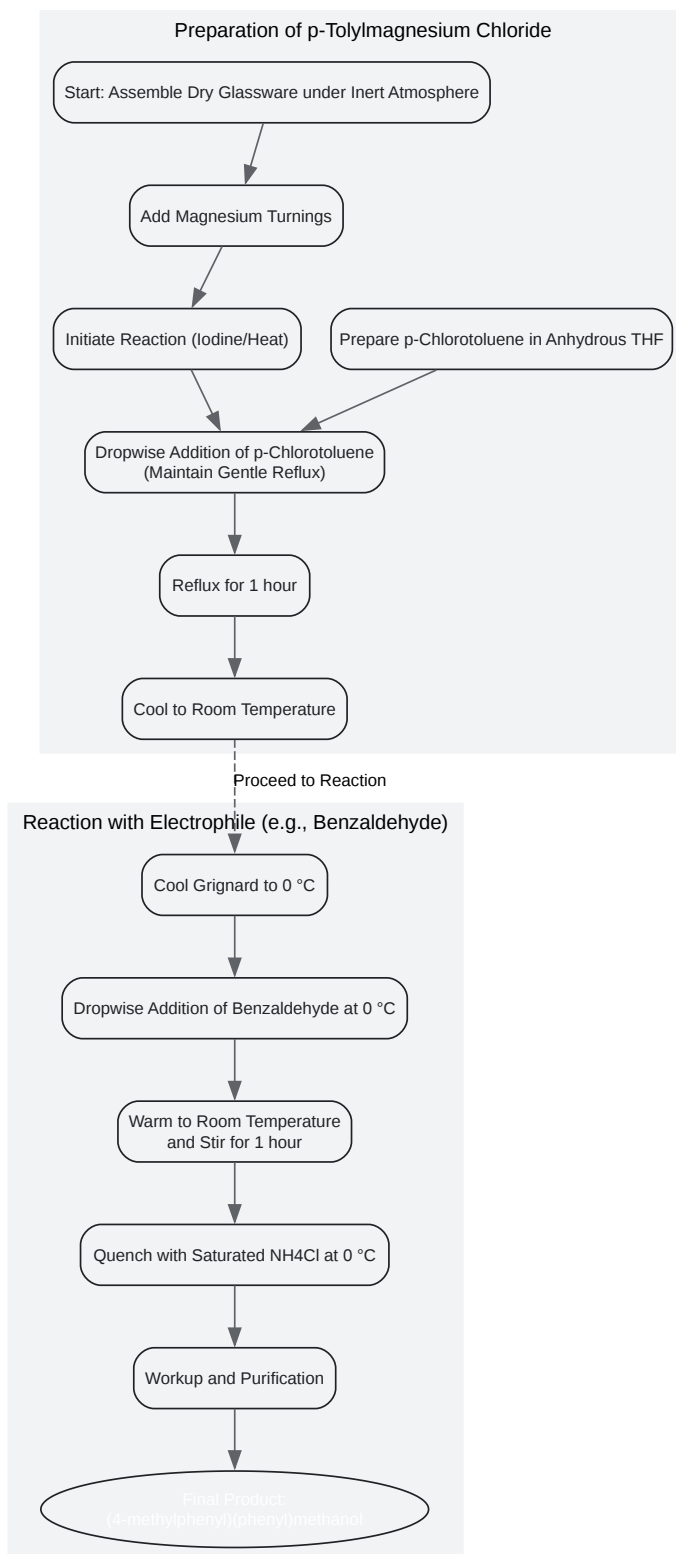 Preparation of p-Tolylmagnesium Chloride
Start: Assemble Dry Glassware under Inert Atmosphere
Add Magnesium Turnings
Initiate Reaction (Iodine/Heat)
Prepare p-Chlorotoluene in Anhydrous THF
Dropwise Addition of p-Chlorotoluene
(Maintain Gentle Reflux)
Reflux for 1 hour
Cool to Room Temperature
Proceed to Reaction
Reaction with Electrophile (e.g., Benzaldehyde)
Cool Grignard to 0 °C
Dropwise Addition of Benzaldehyde at 0 °C
Warm to Room Temperature
and Stir for 1 hour
Quench with Saturated NH4Cl at 0 °C
Workup and Purification
Final Product:
(4-methylphenyl)(phenyl)methanol